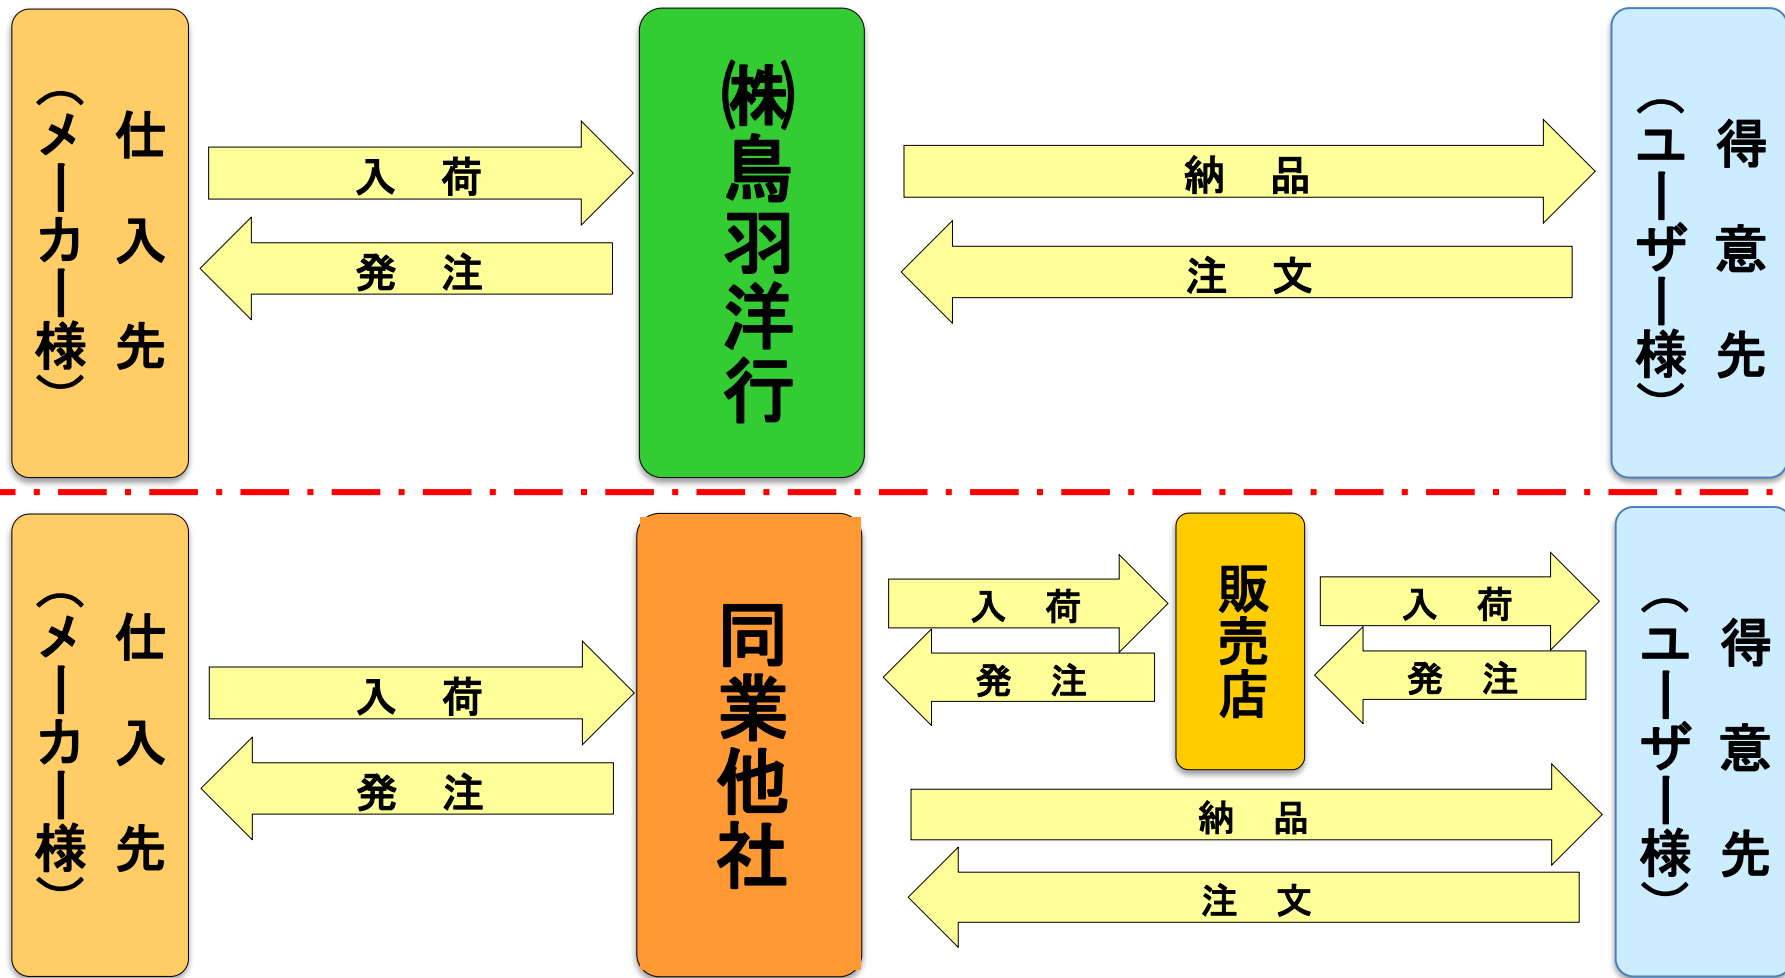 仕入先
(メーカー様)
入荷
発注
㈱鳥羽洋行
納品
注文
得意先
(ユーザー様)
仕入先
(メーカー様)
入荷
発注
同業他社
入荷
発注
販売店
入荷
発注
納品
注文
得意先
(ユーザー様)